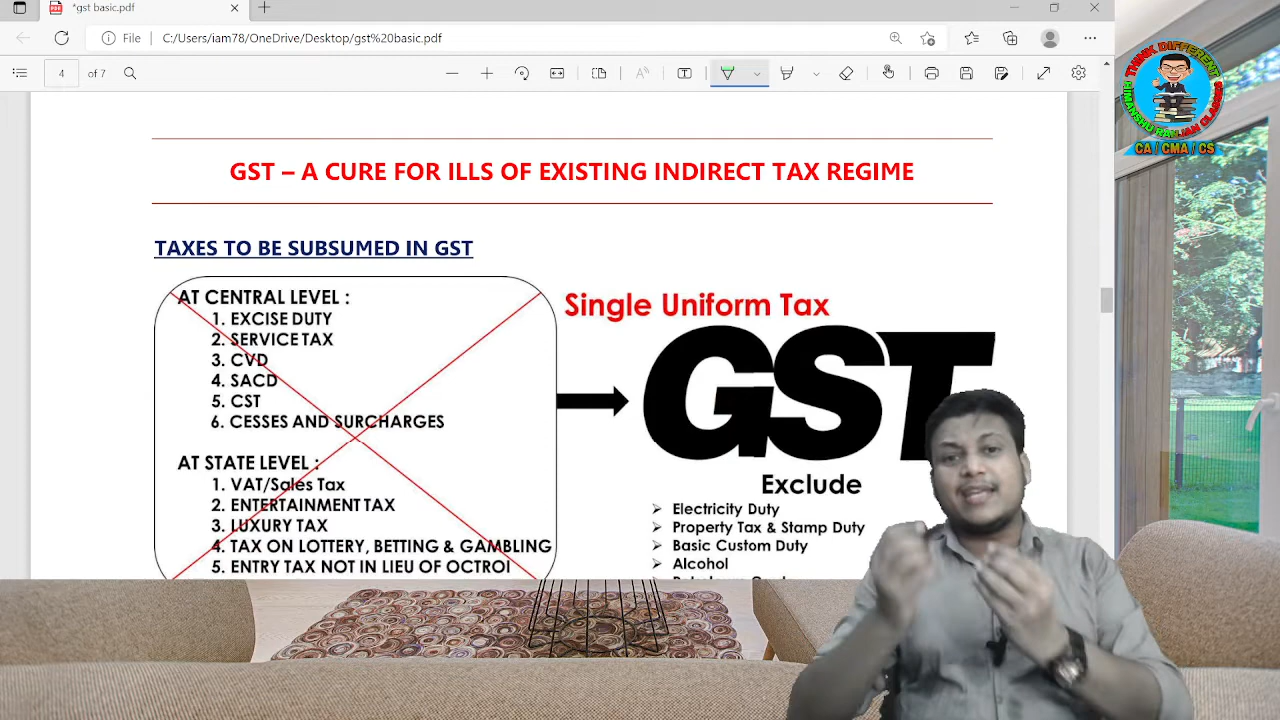 *gst basic.pdf
File
C:/Users/iam78/OneDrive/Desktop/gst%20basic.pdf
4 of 7
GST – A CURE FOR ILLS OF EXISTING INDIRECT TAX REGIME
TAXES TO BE SUBSUMED IN GST
AT CENTRAL LEVEL :
1. EXCISE DUTY
2. SERVICE TAX
3. CVD
4. SACD
5. CST
6. CESSES AND SURCHARGES
AT STATE LEVEL :
1. VAT/Sales Tax
2. ENTERTAINMENT TAX
3. LUXURY TAX
4. TAX ON LOTTERY, BETTING & GAMBLING
5. ENTRY TAX NOT IN LIEU OF OCTROI
Single Uniform Tax
GST
Exclude
Electricity Duty
Property Tax & Stamp Duty
Basic Custom Duty
Alcohol
THINK DIFFERENT
HIMANSHU
CLASSES
CA / CMA / CS